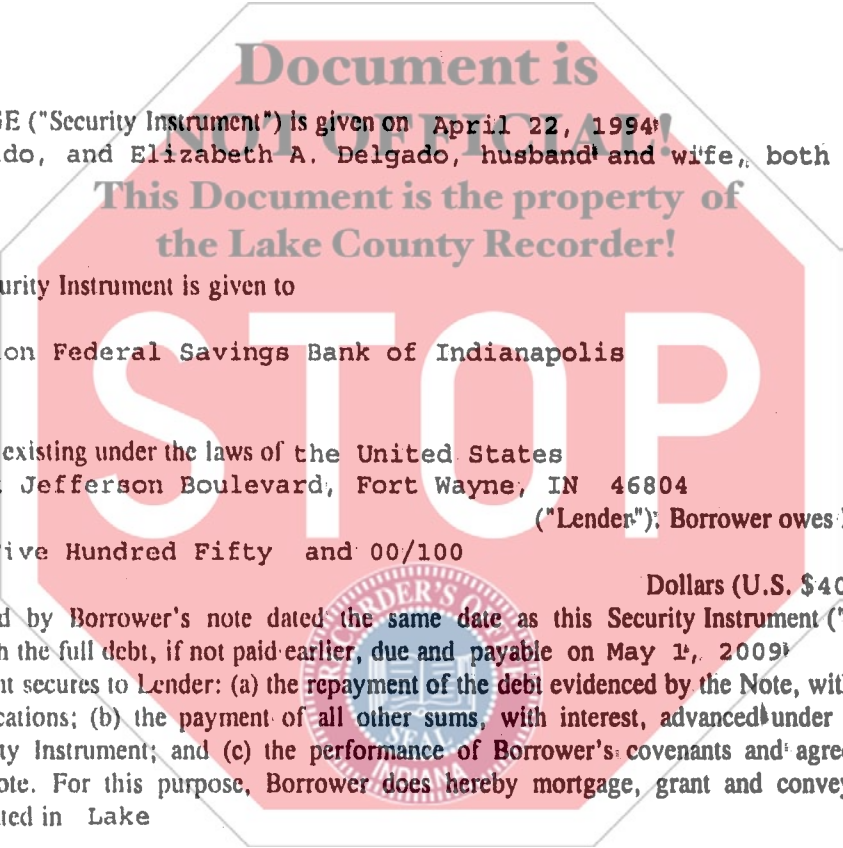 Document is
GE ("Security Instrument") is given on April 22, 1994
NOT OFFICIAL!
do, and Elizabeth A. Delgado, husband and wife, both
This Document is the property of
the Lake County Recorder!
urity Instrument is given to
STOP
on Federal Savings Bank of Indianapolis
existing under the laws of the United States
Jefferson Boulevard, Fort Wayne, IN 46804
("Lender"). Borrower owes
ive Hundred Fifty and 00/100
Dollars (U.S. $40
d by Borrower's note dated the same date as this Security Instrument ("
h the full debt, if not paid earlier, due and payable on May 1, 2009
nt secures to Lender: (a) the repayment of the debt evidenced by the Note, wit
cations; (b) the payment of all other sums, with interest, advanced under
ty Instrument; and (c) the performance of Borrower's covenants and agre
ote. For this purpose, Borrower does hereby mortgage, grant and convey
ted in Lake
RECORDER'S OFFICE
SEAL
INDIANA